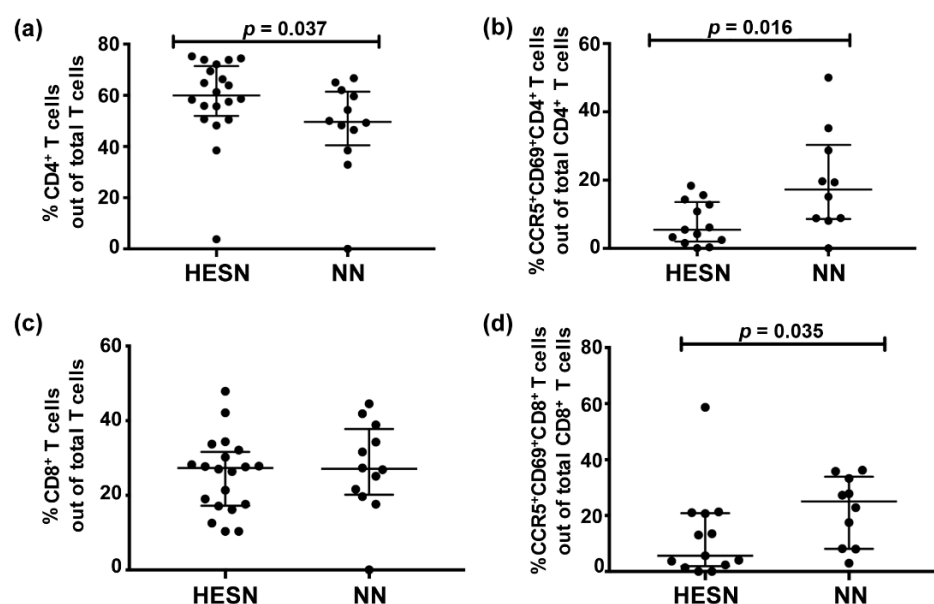 (a)
p = 0.037
% CD4⁺ T cells
out of total T cells
80
60
40
20
0
HESN
NN
(b)
p = 0.016
% CCR5⁺CD69⁺CD4⁺ T cells
out of total CD4⁺ T cells
60
40
20
0
HESN
NN
(c)
% CD8⁺ T cells
out of total T cells
60
40
20
0
HESN
NN
(d)
p = 0.035
% CCR5⁺CD69⁺CD8⁺ T cells
out of total CD8⁺ T cells
80
60
40
20
0
HESN
NN